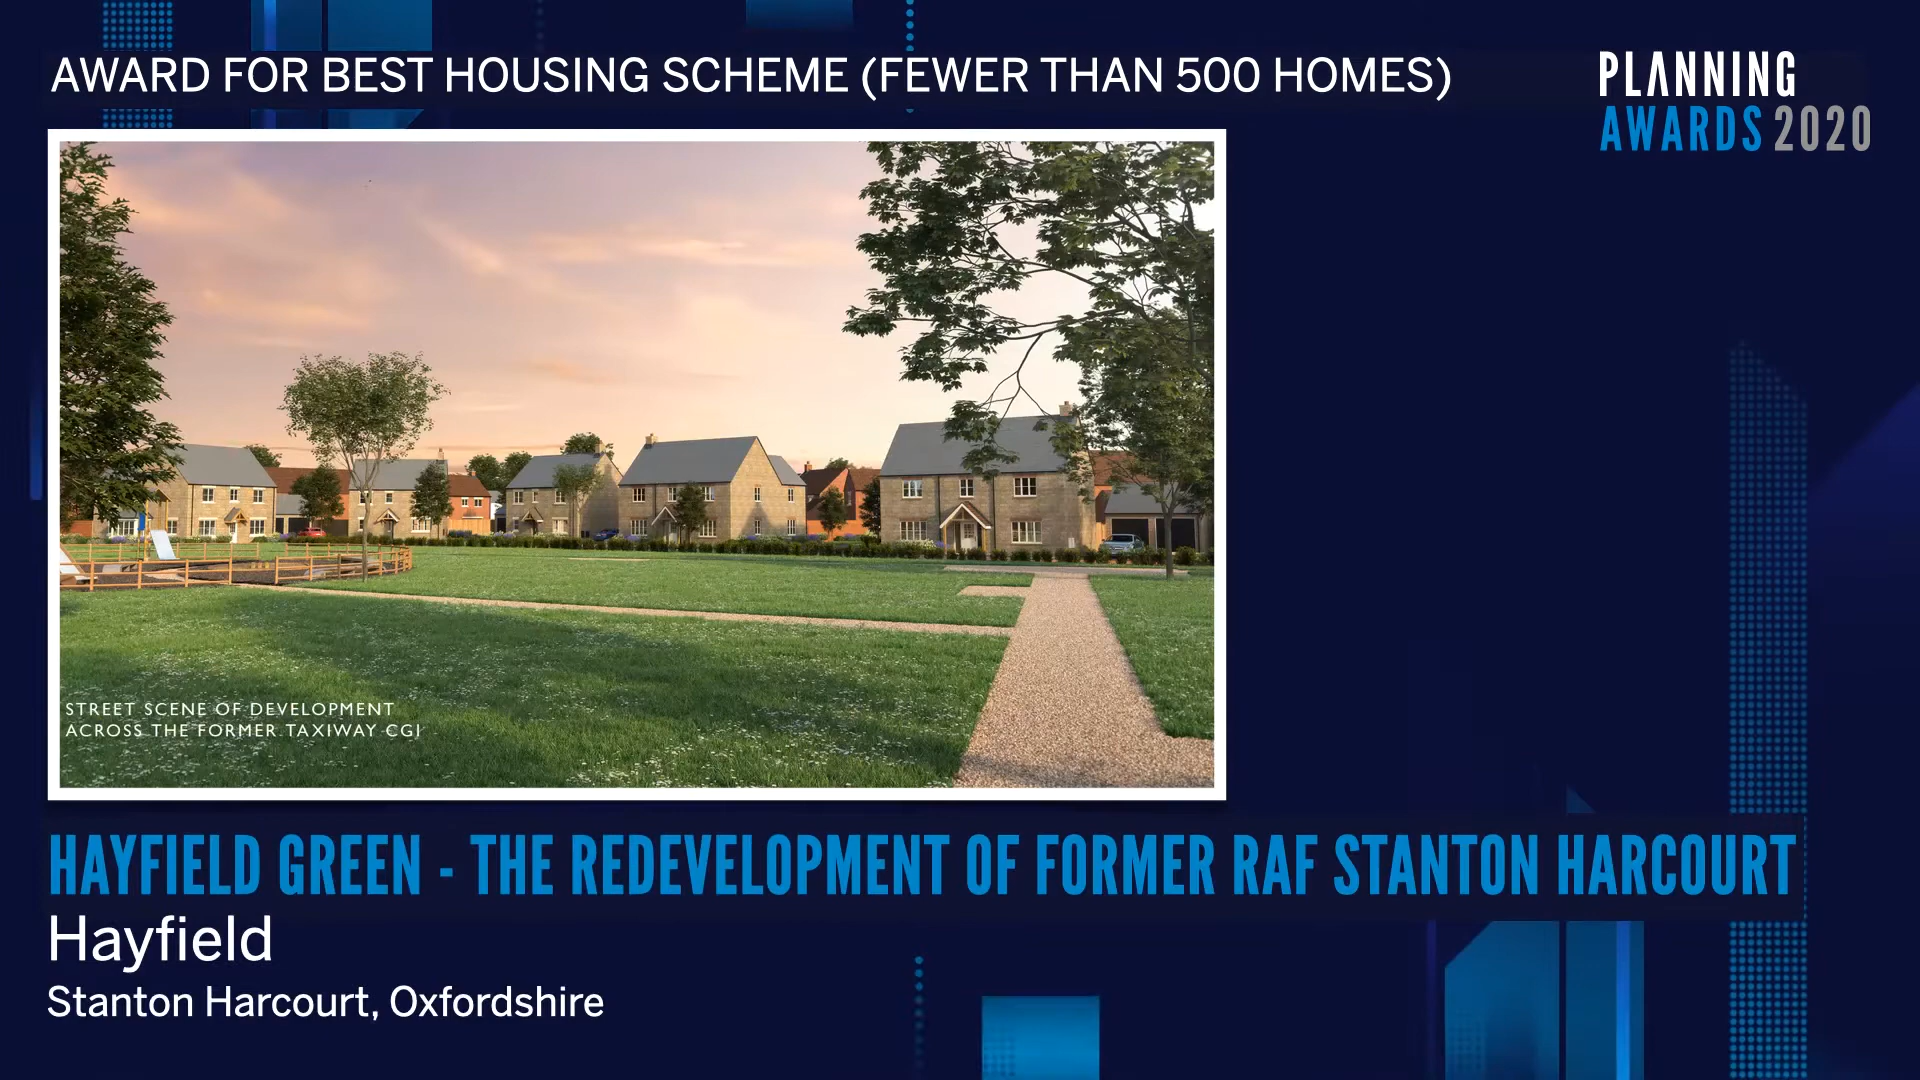 AWARD FOR BEST HOUSING SCHEME (FEWER THAN 500 HOMES)
PLANNING
AWARDS 2020
STREET SCENE OF DEVELOPMENT
ACROSS THE FORMER TAXIWAY CGI
HAYFIELD GREEN - THE REDEVELOPMENT OF FORMER RAF STANTON HARCOURT
Hayfield
Stanton Harcourt, Oxfordshire